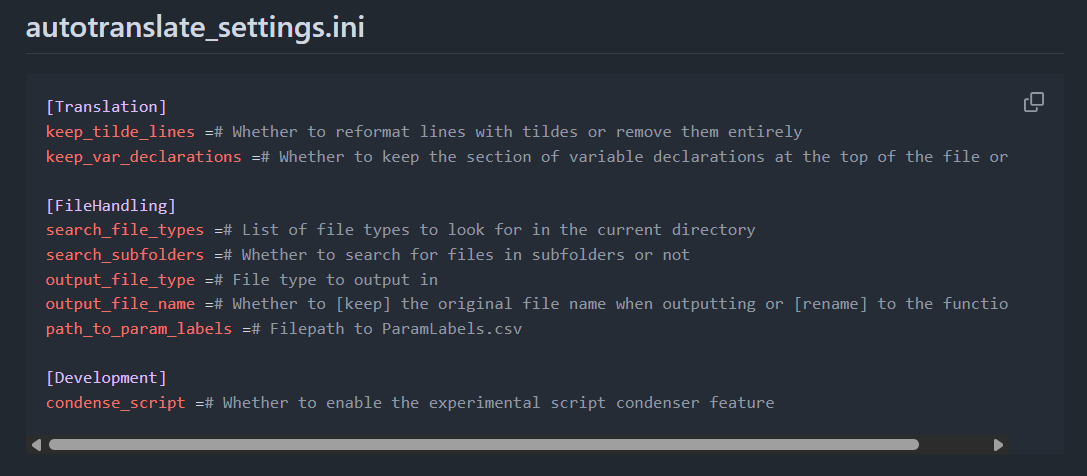 autotranslate_settings.ini
[Translation]
keep_tilde_lines =# Whether to reformat lines with tildes or remove them entirely
keep_var_declarations =# Whether to keep the section of variable declarations at the top of the file or
[FileHandling]
search_file_types =# List of file types to look for in the current directory
search_subfolders =# Whether to search for files in subfolders or not
output_file_type =# File type to output in
output_file_name =# Whether to [keep] the original file name when outputting or [rename] to the functio
path_to_param_labels =# Filepath to ParamLabels.csv
[Development]
condense_script =# Whether to enable the experimental script condenser feature